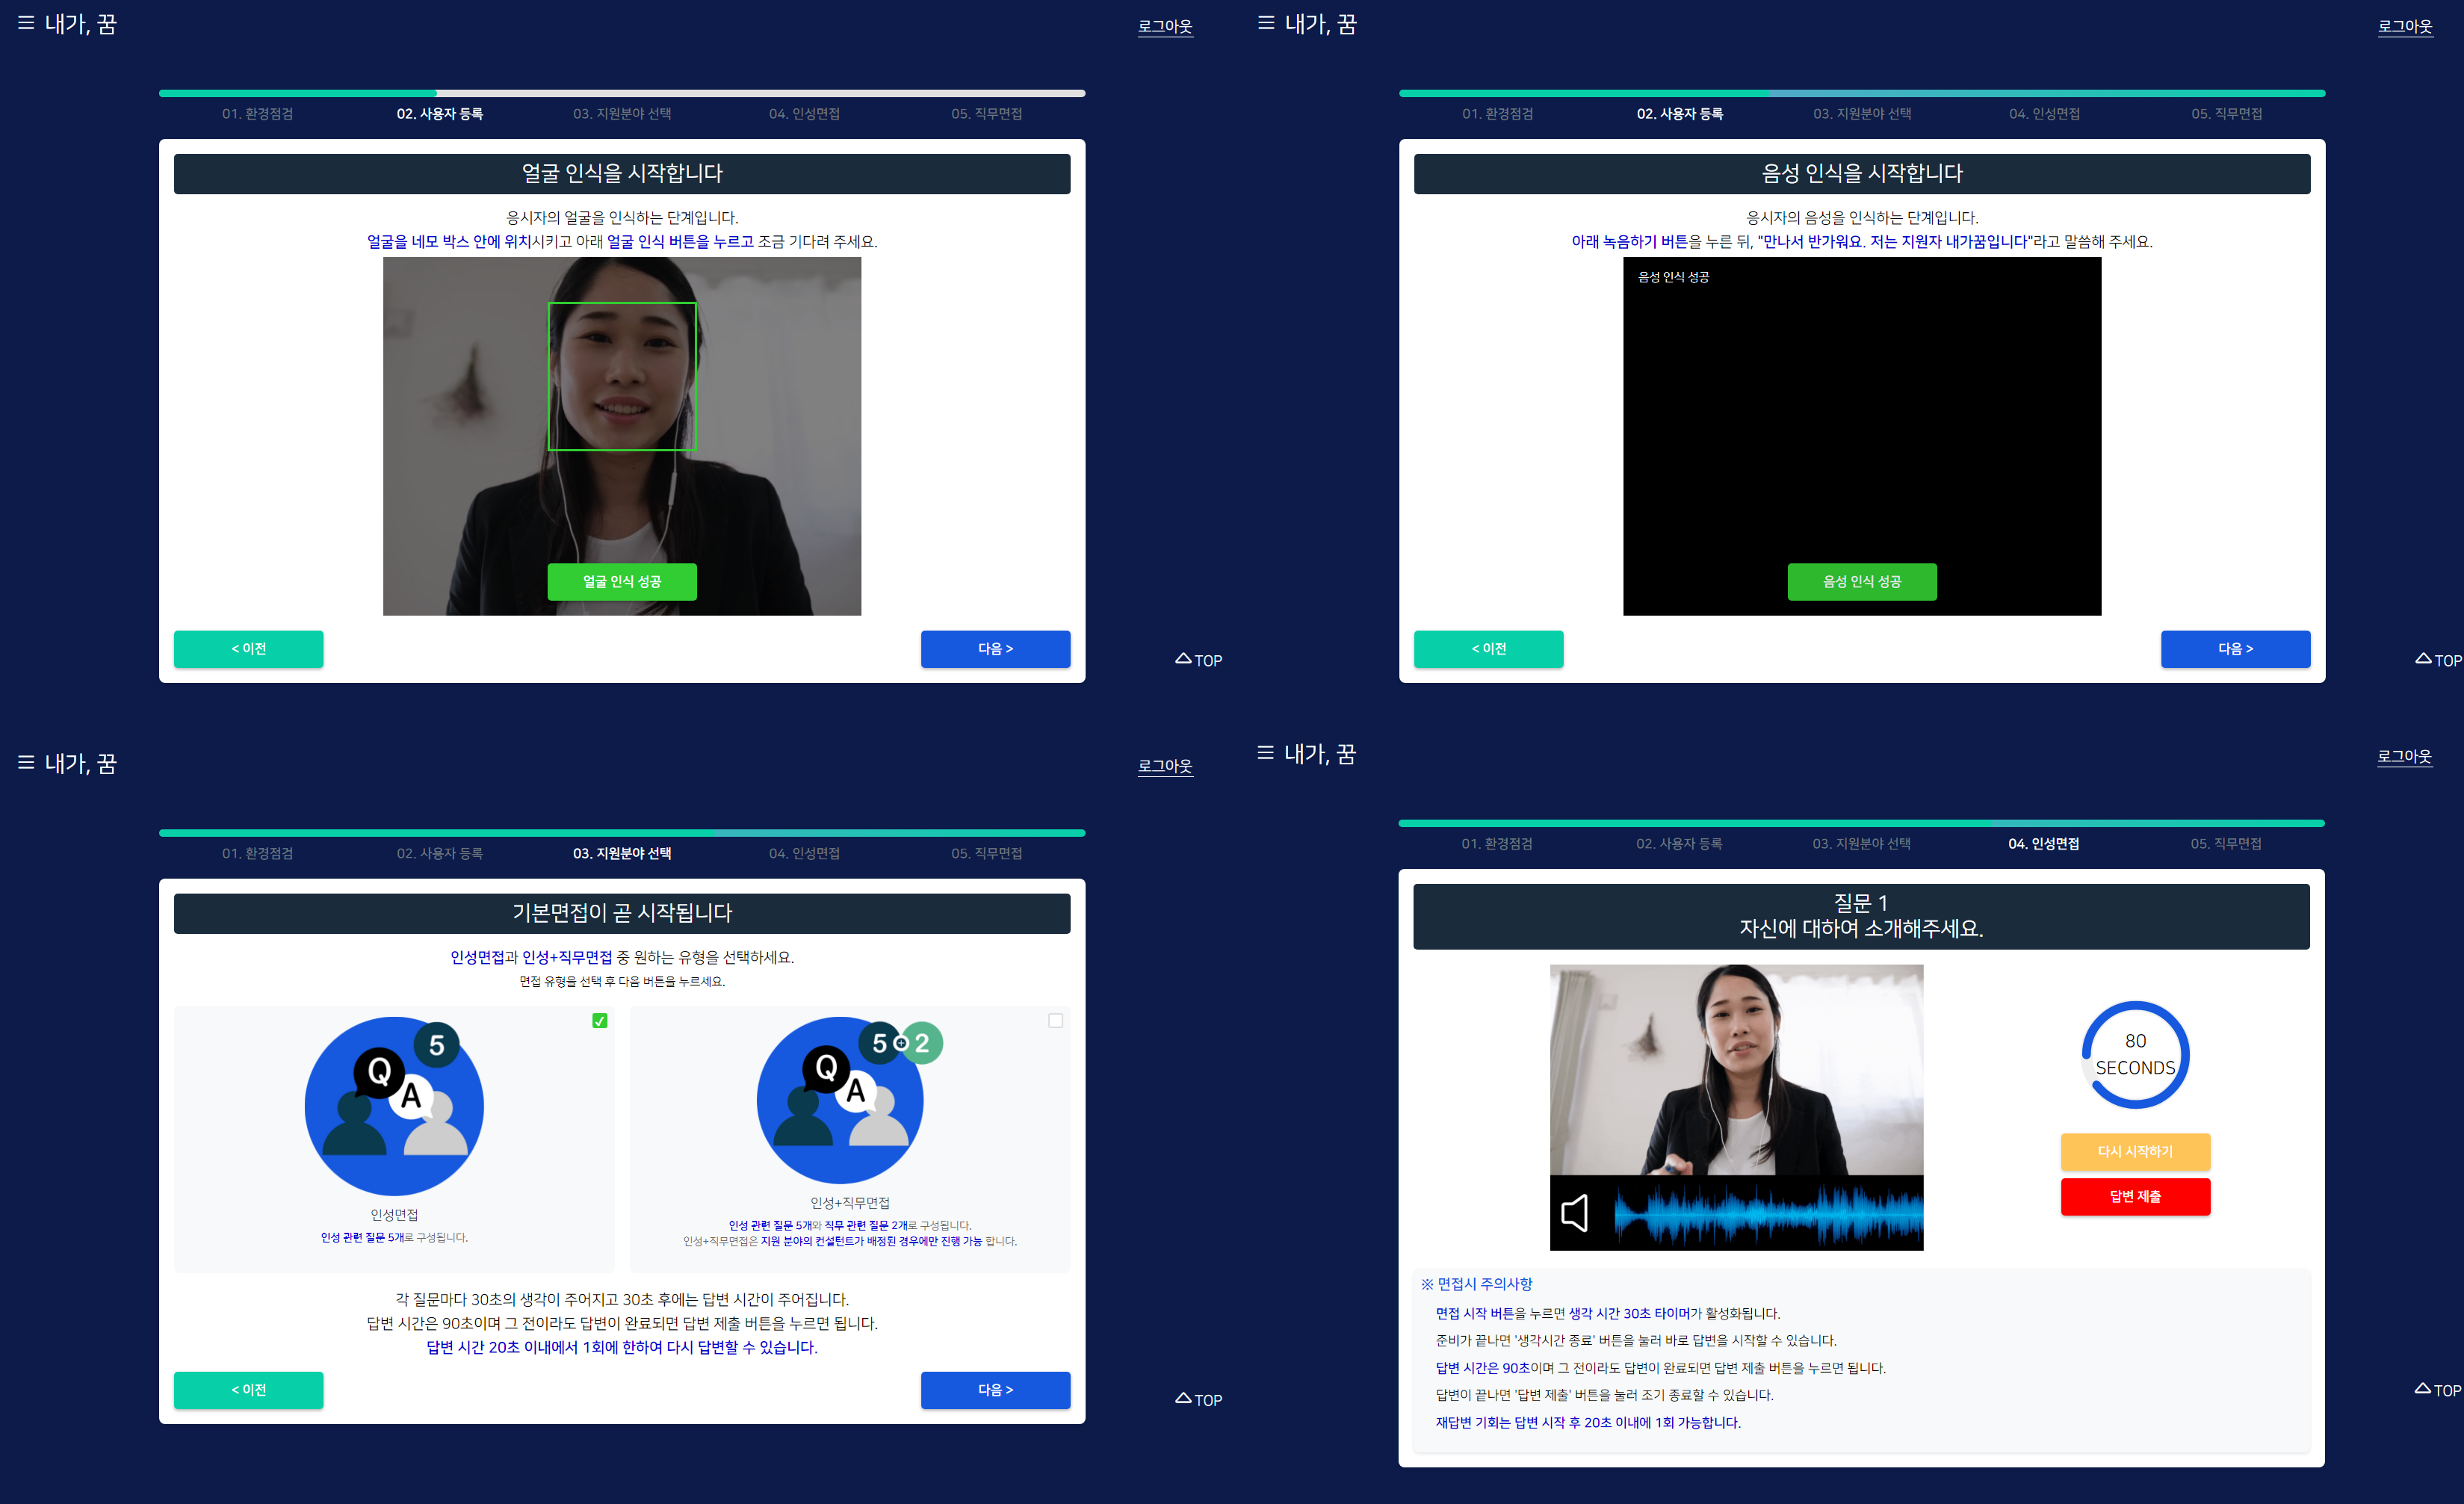 내가, 꿈
로그아웃
01. 환경점검
02. 사용자 등록
03. 지원분야 선택
04. 인성면접
05. 직무면접
얼굴 인식을 시작합니다
응시자의 얼굴을 인식하는 단계입니다.
얼굴을 네모 박스 안에 위치시키고 아래 얼굴 인식 버튼을 누르고 조금 기다려 주세요.
얼굴 인식 성공
< 이전
다음 >
TOP
내가, 꿈
로그아웃
01. 환경점검
02. 사용자 등록
03. 지원분야 선택
04. 인성면접
05. 직무면접
음성 인식을 시작합니다
응시자의 음성을 인식하는 단계입니다.
아래 녹음하기 버튼을 누른 뒤, "만나서 반가워요. 저는 지원자 내가꿈입니다"라고 말씀해 주세요.
음성 인식 성공
음성 인식 성공
< 이전
다음 >
TOP
내가, 꿈
로그아웃
01. 환경점검
02. 사용자 등록
03. 지원분야 선택
04. 인성면접
05. 직무면접
기본면접이 곧 시작됩니다
인성면접과 인성+직무면접 중 원하는 유형을 선택하세요.
면접 유형을 선택 후 다음 버튼을 누르세요.
5
Q
A
인성면접
인성 관련 질문 5개로 구성됩니다.
5 + 2
Q
A
인성+직무면접
인성 관련 질문 5개와 직무 관련 질문 2개로 구성됩니다.
인성+직무면접은 지원 분야의 컨설턴트가 배정된 경우에만 진행 가능 합니다.
각 질문마다 30초의 생각이 주어지고 30초 후에는 답변 시간이 주어집니다.
답변 시간은 90초이며 그 전이라도 답변이 완료되면 답변 제출 버튼을 누르면 됩니다.
답변 시간 20초 이내에서 1회에 한하여 다시 답변할 수 있습니다.
< 이전
다음 >
TOP
내가, 꿈
로그아웃
01. 환경점검
02. 사용자 등록
03. 지원분야 선택
04. 인성면접
05. 직무면접
질문 1
자신에 대하여 소개해주세요.
80
SECONDS
다시 시작하기
답변 제출
※ 면접시 주의사항
면접 시작 버튼을 누르면 생각 시간 30초 타이머가 활성화됩니다.
준비가 끝나면 '생각시간 종료' 버튼을 눌러 바로 답변을 시작할 수 있습니다.
답변 시간은 90초이며 그 전이라도 답변이 완료되면 답변 제출 버튼을 누르면 됩니다.
답변이 끝나면 '답변 제출' 버튼을 눌러 조기 종료할 수 있습니다.
재답변 기회는 답변 시작 후 20초 이내에 1회 가능합니다.
TOP